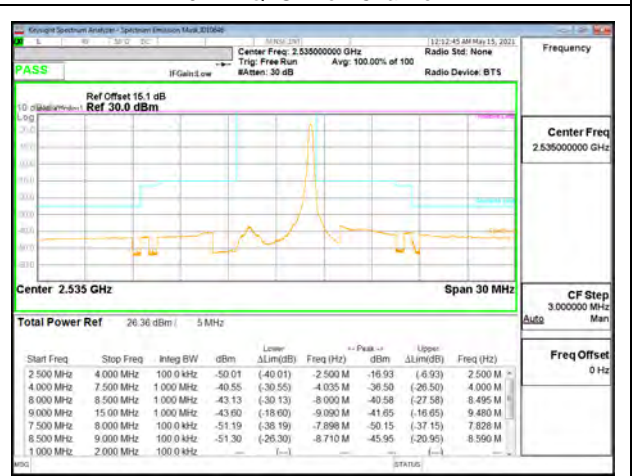 Keysight Spectrum Analyzer - Spectrum Emission Mask
SENSE:INT
12:12:45 AM May 15, 2021
Center Freq: 2.535000000 GHz
Radio Std: None
Frequency
PASS
Trig: Free Run
Avg: 100.00% of 100
IFGain:Low
#Atten: 30 dB
Radio Device: BTS
Ref Offset 15.1 dB
10 dB/div
Ref 30.0 dBm
Log
Center Freq
2.535000000 GHz
Center 2.535 GHz
Span 30 MHz
CF Step
3.000000 MHz
Auto Man
Total Power Ref 26.36 dBm / 5 MHz
Freq Offset
0 Hz
Lower <-- Peak --> Upper
Start Freq Stop Freq Integ BW dBm ΔLim(dB) Freq (Hz) dBm ΔLim(dB) Freq (Hz)
2.500 MHz 4.000 MHz 100.0 kHz -50.01 (-40.01) -2.500 M -16.93 (-6.93) 2.500 M
4.000 MHz 7.500 MHz 1.000 MHz -40.55 (-30.55) -4.035 M -36.50 (-26.50) 4.000 M
8.000 MHz 8.500 MHz 1.000 MHz -43.13 (-30.13) -8.000 M -40.58 (-27.58) 8.495 M
9.000 MHz 15.00 MHz 1.000 MHz -43.60 (-18.60) -9.090 M -41.65 (-16.65) 9.480 M
7.500 MHz 8.000 MHz 100.0 kHz -51.19 (-38.19) -7.898 M -50.15 (-37.15) 7.828 M
8.500 MHz 9.000 MHz 100.0 kHz -51.30 (-26.30) -8.710 M -45.95 (-20.95) 8.590 M
1.000 MHz 2.000 MHz 100.0 kHz --- (---) --- --- (---) ---
MSG
STATUS